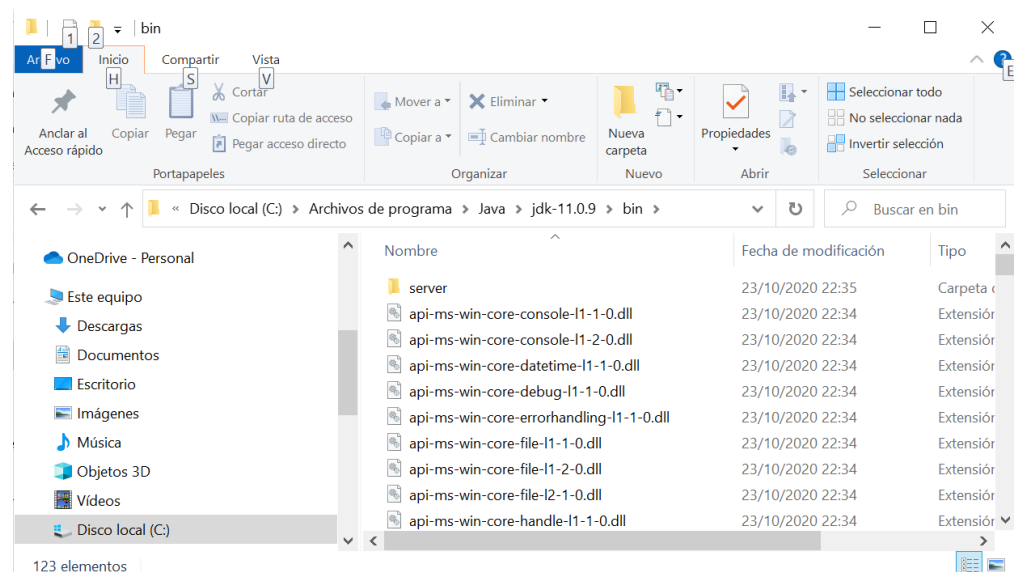 1 2 bin
Ar F vo Inicio Compartir Vista
H S V E
Cortar
Copiar ruta de acceso
Pegar acceso directo
Anclar al
Acceso rápido
Copiar
Pegar
Portapapeles
Mover a
Copiar a
Eliminar
Cambiar nombre
Organizar
Nueva
carpeta
Nuevo
Propiedades
Abrir
Seleccionar todo
No seleccionar nada
Invertir selección
Seleccionar
« Disco local (C:) > Archivos de programa > Java > jdk-11.0.9 > bin >
Buscar en bin
OneDrive - Personal
Este equipo
Descargas
Documentos
Escritorio
Imágenes
Música
Objetos 3D
Vídeos
Disco local (C:)
Nombre Fecha de modificación Tipo
server 23/10/2020 22:35 Carpeta
api-ms-win-core-console-l1-1-0.dll 23/10/2020 22:34 Extensión
api-ms-win-core-console-l1-2-0.dll 23/10/2020 22:34 Extensión
api-ms-win-core-datetime-l1-1-0.dll 23/10/2020 22:34 Extensión
api-ms-win-core-debug-l1-1-0.dll 23/10/2020 22:34 Extensión
api-ms-win-core-errorhandling-l1-1-0.dll 23/10/2020 22:34 Extensión
api-ms-win-core-file-l1-1-0.dll 23/10/2020 22:34 Extensión
api-ms-win-core-file-l1-2-0.dll 23/10/2020 22:34 Extensión
api-ms-win-core-file-l2-1-0.dll 23/10/2020 22:34 Extensión
api-ms-win-core-handle-l1-1-0.dll 23/10/2020 22:34 Extensión
123 elementos